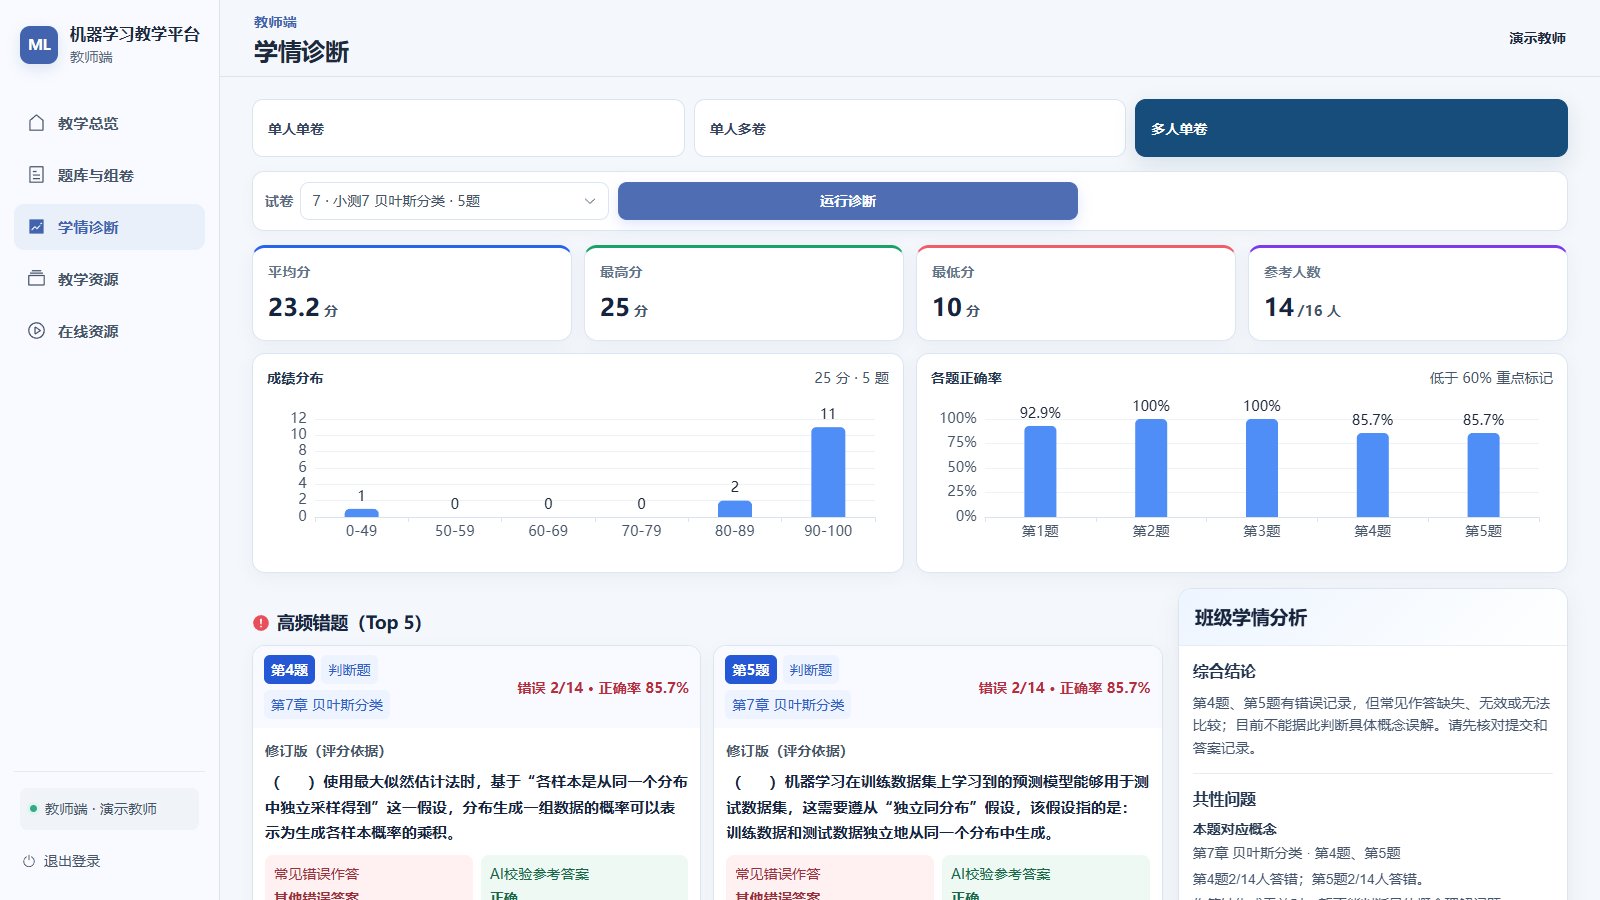 ML
机器学习教学平台
教师端
教学总览
题库与组卷
学情诊断
教学资源
在线资源
教师端 · 演示教师
退出登录
教师端
学情诊断
演示教师
单人单卷
单人多卷
多人单卷
试卷
7 · 小测7 贝叶斯分类 · 5题
运行诊断
平均分
23.2 分
最高分
25 分
最低分
10 分
参考人数
14 /16 人
成绩分布
25 分 · 5 题
12
10
8
6
4
2
0
1
0
0
0
2
11
0-49
50-59
60-69
70-79
80-89
90-100
各题正确率
低于 60% 重点标记
100%
75%
50%
25%
0%
92.9%
100%
100%
85.7%
85.7%
第1题
第2题
第3题
第4题
第5题
高频错题（Top 5）
第4题
判断题
第7章 贝叶斯分类
错误 2/14 • 正确率 85.7%
修订版（评分依据）
（　　）使用最大似然估计法时，基于“各样本是从同一个分布
中独立采样得到”这一假设，分布生成一组数据的概率可以表
示为生成各样本概率的乘积。
常见错误作答
其他错误答案
AI校验参考答案
正确
第5题
判断题
第7章 贝叶斯分类
错误 2/14 • 正确率 85.7%
修订版（评分依据）
（　　）机器学习在训练数据集上学习到的预测模型能够用于测
试数据集，这需要遵从“独立同分布”假设，该假设指的是：
训练数据和测试数据独立地从同一个分布中生成。
常见错误作答
其他错误答案
AI校验参考答案
正确
班级学情分析
综合结论
第4题、第5题有错误记录，但常见作答缺失、无效或无法
比较；目前不能据此判断具体概念误解。请先核对提交和
答案记录。
共性问题
本题对应概念
第7章 贝叶斯分类 · 第4题、第5题
第4题2/14人答错；第5题2/14人答错。